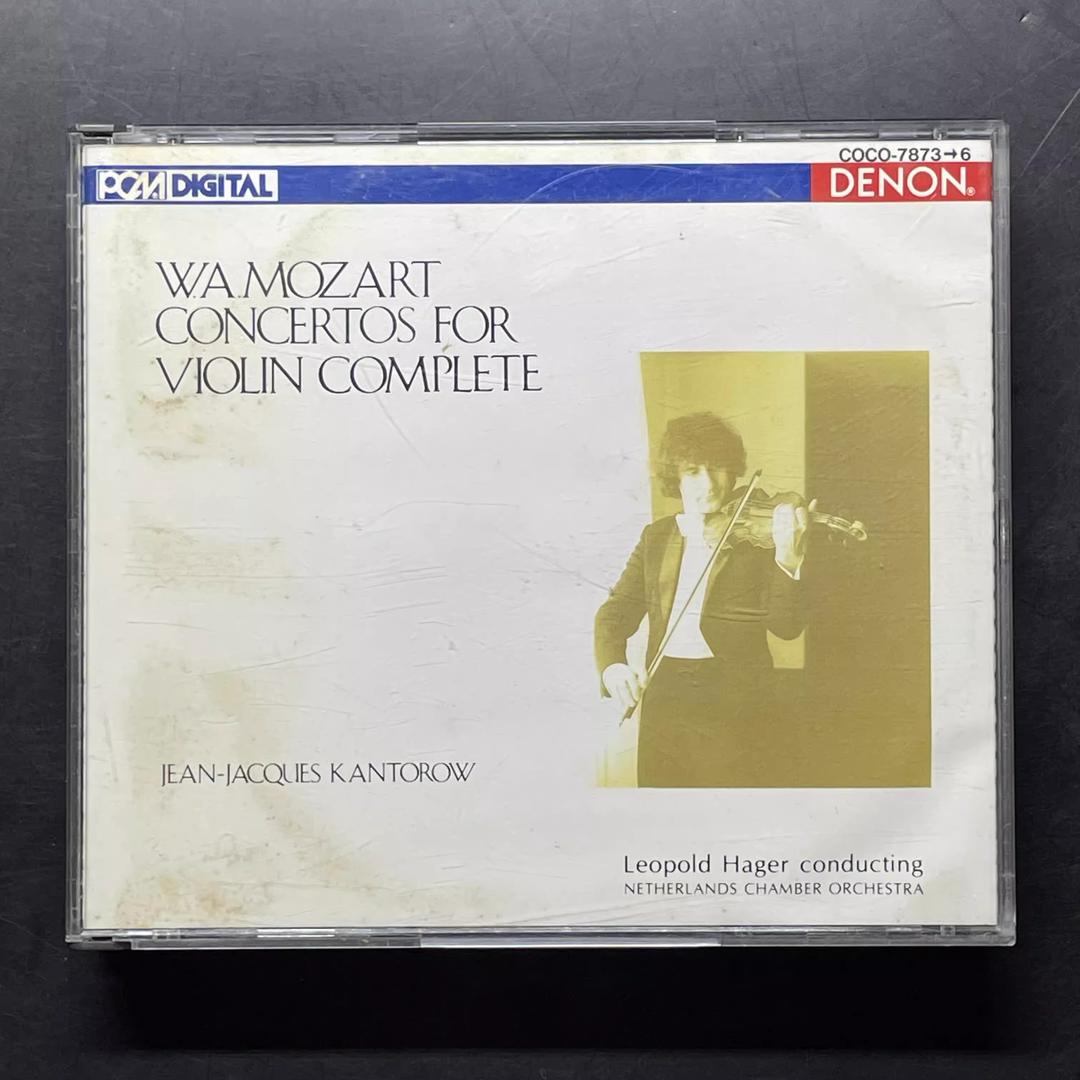 COCO-7873→6
PCM DIGITAL
DENON®
W.A.MOZART
CONCERTOS FOR
VIOLIN COMPLETE
JEAN-JACQUES KANTOROW
Leopold Hager conducting
NETHERLANDS CHAMBER ORCHESTRA